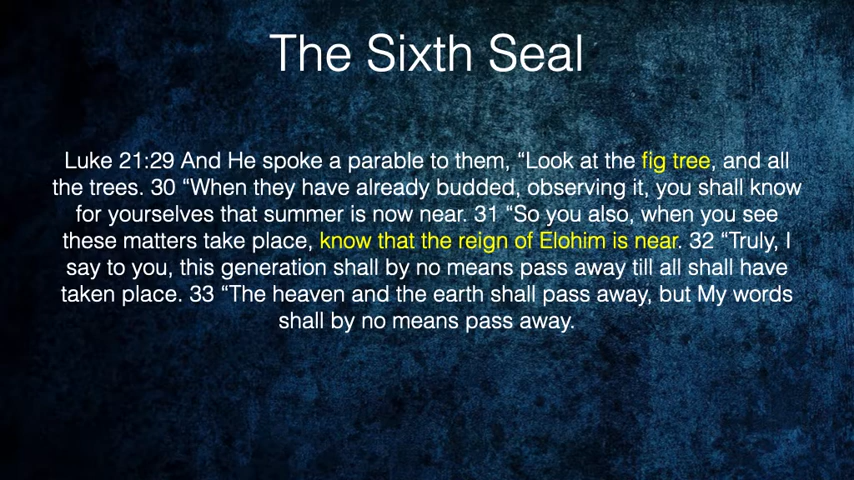 The Sixth Seal
Luke 21:29 And He spoke a parable to them, “Look at the fig tree, and all
the trees. 30 “When they have already budded, observing it, you shall know
for yourselves that summer is now near. 31 “So you also, when you see
these matters take place, know that the reign of Elohim is near. 32 “Truly, I
say to you, this generation shall by no means pass away till all shall have
taken place. 33 “The heaven and the earth shall pass away, but My words
shall by no means pass away.